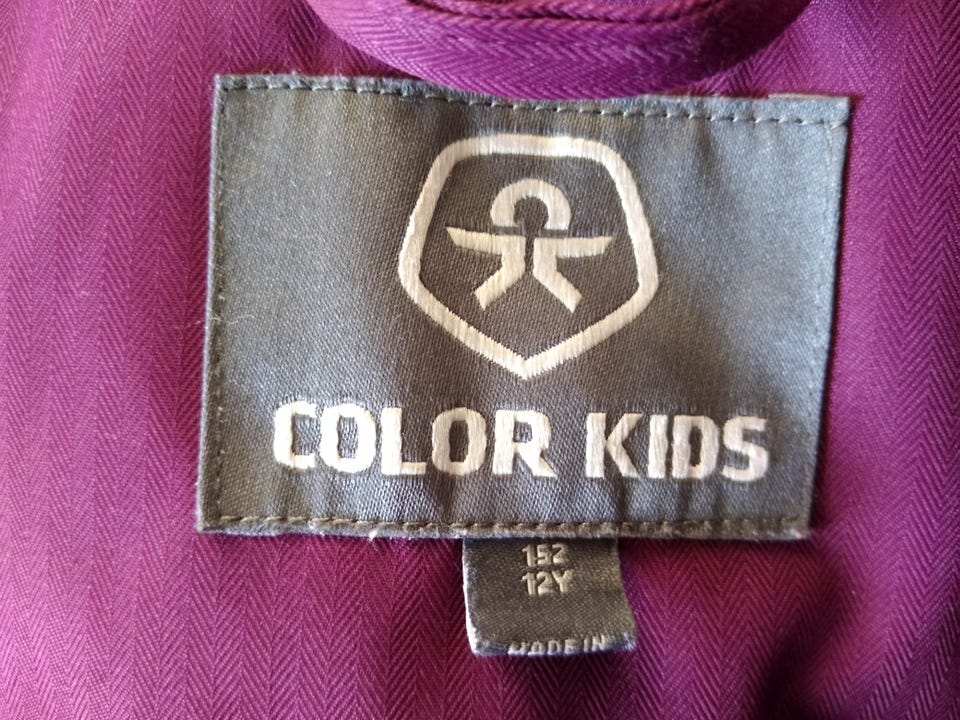 COLOR KIDS
152
12Y
MADE IN